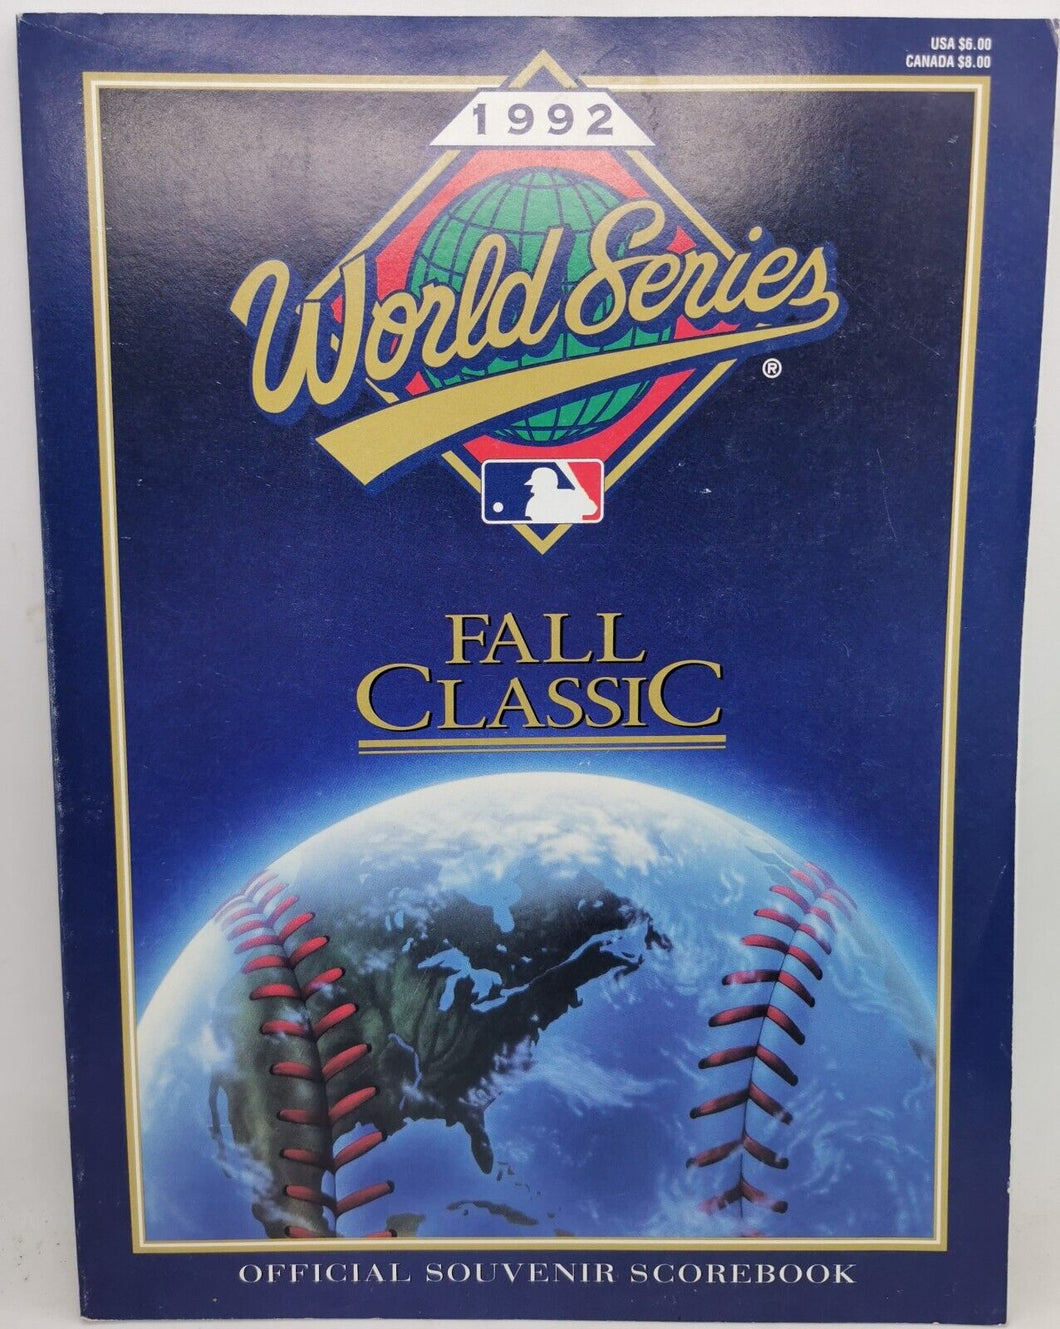 USA $6.00
CANADA $8.00
1992
World Series
®
FALL
CLASSIC
OFFICIAL SOUVENIR SCOREBOOK